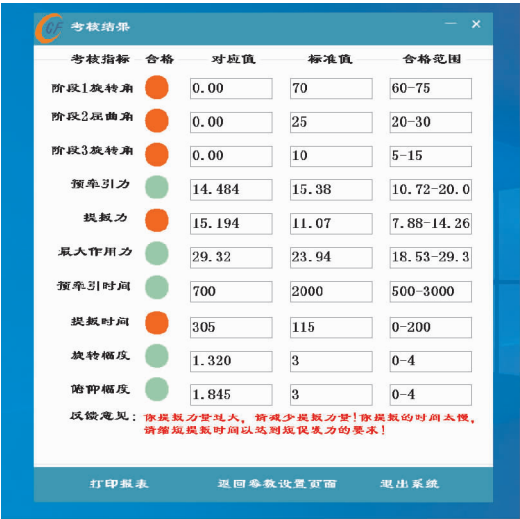 GF 考核结果
考核指标 合格 对应值 标准值 合格范围
阶段1旋转角 0.00 70 60-75
阶段2屈曲角 0.00 25 20-30
阶段3旋转角 0.00 10 5-15
预牵引力 14.484 15.38 10.72-20.0
提扳力 15.194 11.07 7.88-14.26
最大作用力 29.32 23.94 18.53-29.3
预牵引时间 700 2000 500-3000
提扳时间 305 115 0-200
旋转幅度 1.320 3 0-4
俯仰幅度 1.845 3 0-4
反馈意见：你提扳力量过大，请减少提扳力量!你提扳的时间太慢，
请缩短提扳时间以达到短促发力的要求!
打印报表 返回参数设置页面 退出系统